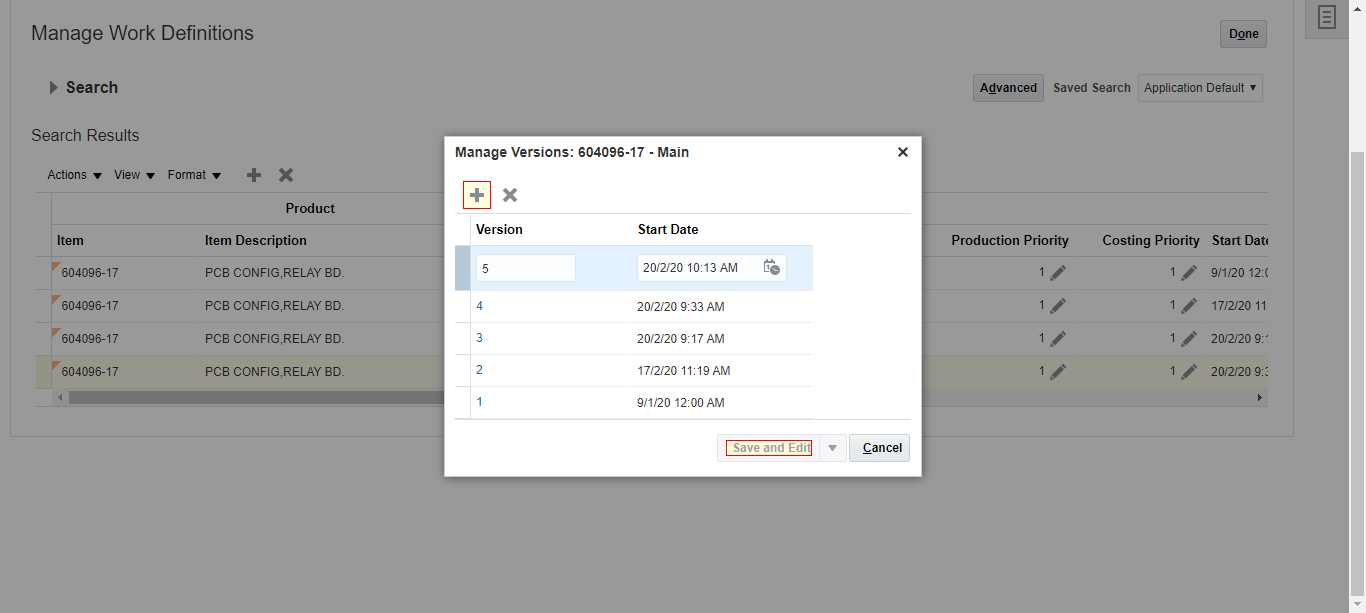 Manage Work Definitions
Done
Search
Advanced Saved Search Application Default
Search Results
Actions View Format
Product
Item Item Description Production Priority Costing Priority Start Date
604096-17 PCB CONFIG,RELAY BD. 1 1 9/1/20 12:0
604096-17 PCB CONFIG,RELAY BD. 1 1 17/2/20 11
604096-17 PCB CONFIG,RELAY BD. 1 1 20/2/20 9:1
604096-17 PCB CONFIG,RELAY BD. 1 1 20/2/20 9:3
Manage Versions: 604096-17 - Main
Version Start Date
5 20/2/20 10:13 AM
4 20/2/20 9:33 AM
3 20/2/20 9:17 AM
2 17/2/20 11:19 AM
1 9/1/20 12:00 AM
Save and Edit Cancel